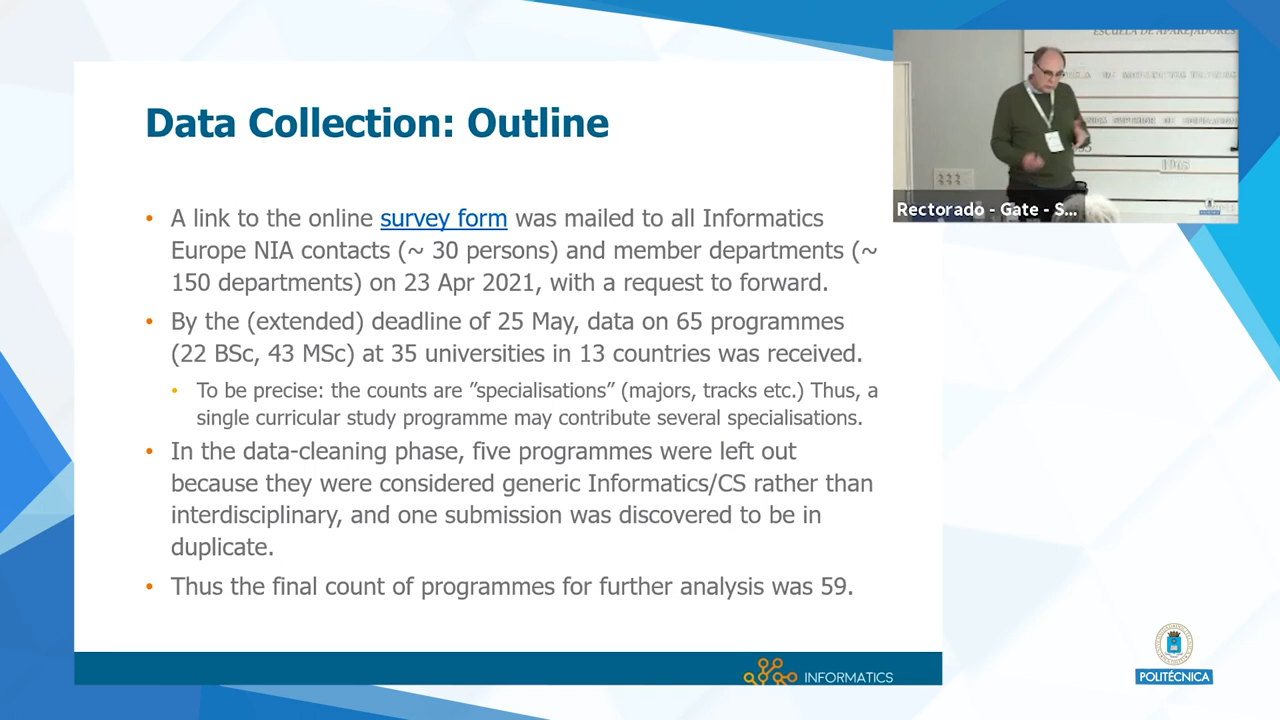 ESCUELA DE APAREJADORES
Data Collection: Outline
• A link to the online survey form was mailed to all Informatics
Europe NIA contacts (~ 30 persons) and member departments (~
150 departments) on 23 Apr 2021, with a request to forward.
• By the (extended) deadline of 25 May, data on 65 programmes
(22 BSc, 43 MSc) at 35 universities in 13 countries was received.
• To be precise: the counts are ”specialisations” (majors, tracks etc.) Thus, a
single curricular study programme may contribute several specialisations.
• In the data-cleaning phase, five programmes were left out
because they were considered generic Informatics/CS rather than
interdisciplinary, and one submission was discovered to be in
duplicate.
• Thus the final count of programmes for further analysis was 59.
Rectorado - Gate - S...
INFORMATICS
POLITÉCNICA